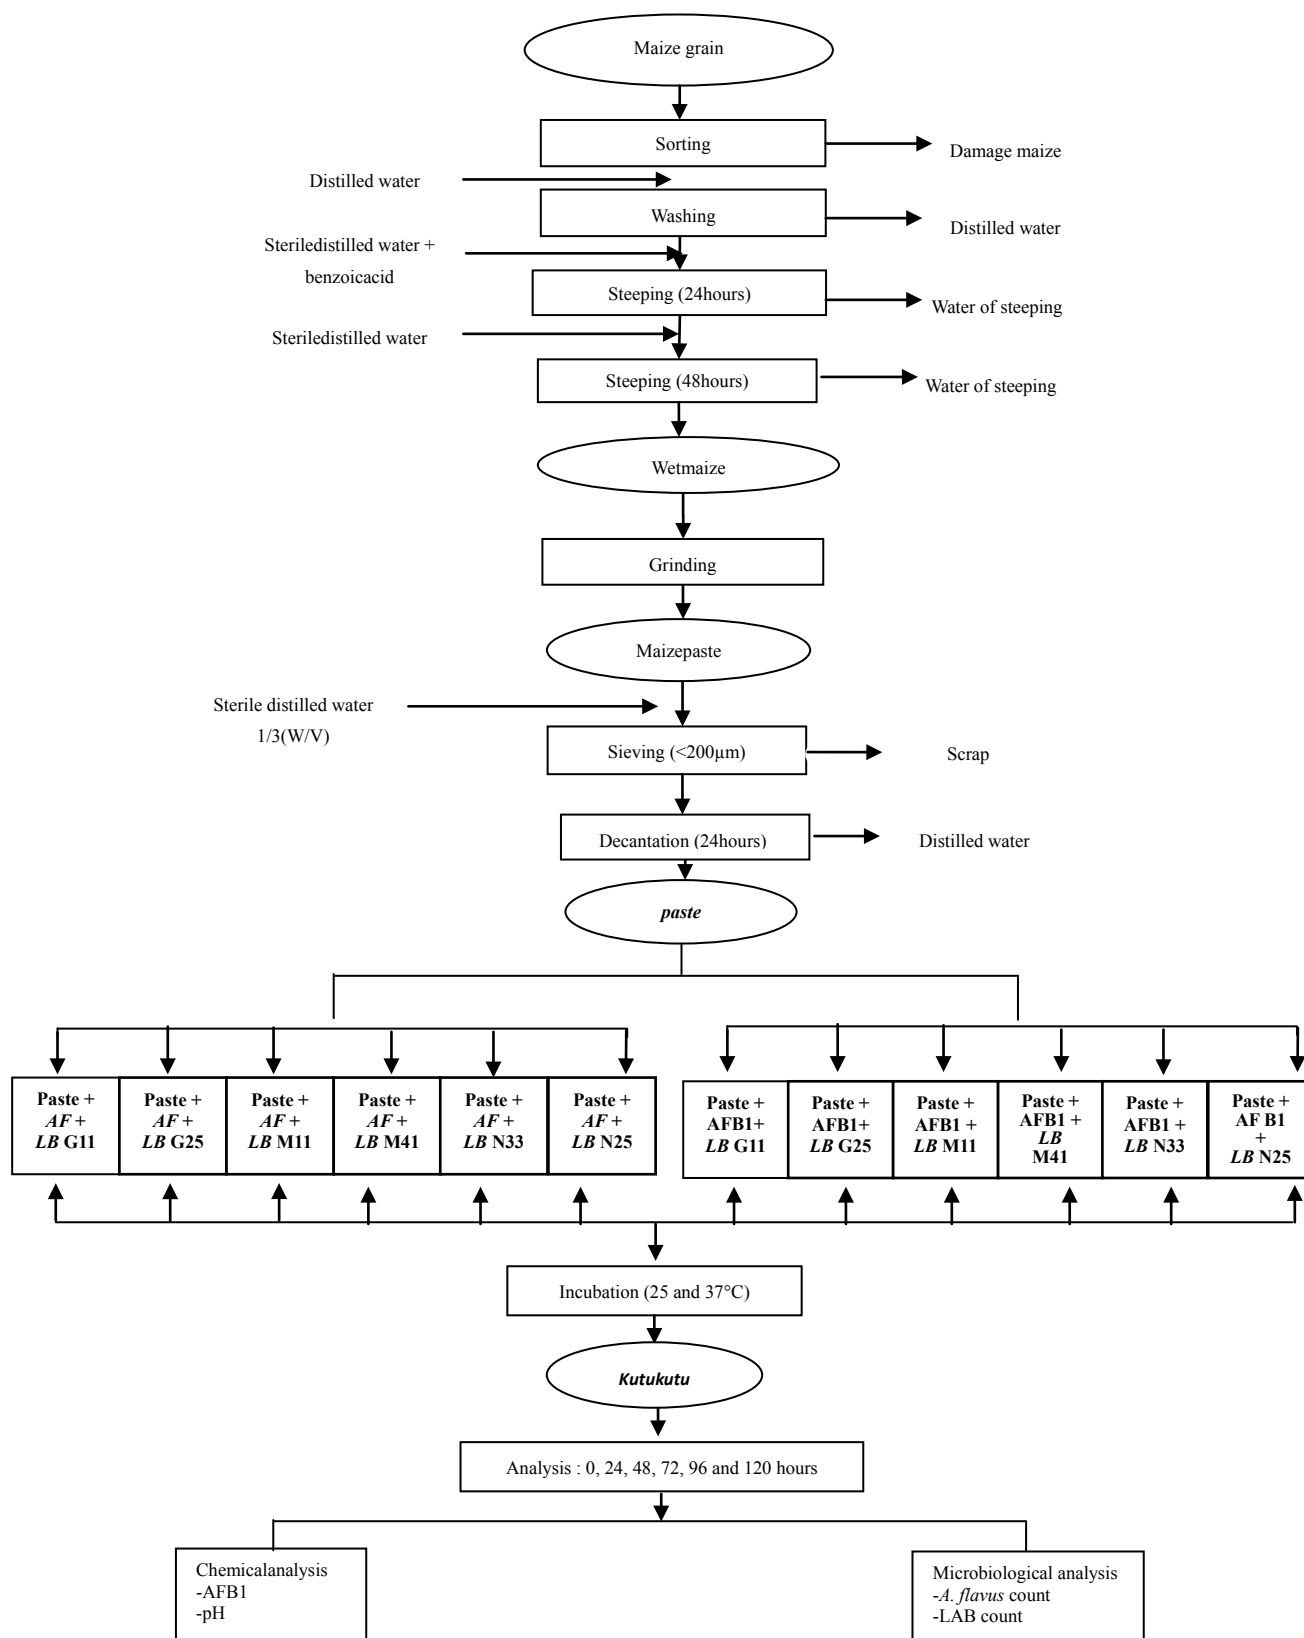 Maize grain
Sorting
Damage maize
Distilled water
Washing
Distilled water
Steriledistilled water +
benzoicacid
Steeping (24hours)
Water of steeping
Steriledistilled water
Steeping (48hours)
Water of steeping
Wetmaize
Grinding
Maizepaste
Sterile distilled water
1/3(W/V)
Sieving (<200µm)
Scrap
Decantation (24hours)
Distilled water
paste
Paste +
AF +
LB G11
Paste +
AF +
LB G25
Paste +
AF +
LB M11
Paste +
AF +
LB M41
Paste +
AF +
LB N33
Paste +
AF +
LB N25
Paste +
AFB1+
LB G11
Paste +
AFB1+
LB G25
Paste +
AFB1 +
LB M11
Paste +
AFB1 +
LB
M41
Paste +
AFB1 +
LB N33
Paste +
AF B1
+
LB N25
Incubation (25 and 37°C)
Kutukutu
Analysis : 0, 24, 48, 72, 96 and 120 hours
Chemicalanalysis
-AFB1
-pH
Microbiological analysis
-A. flavus count
-LAB count